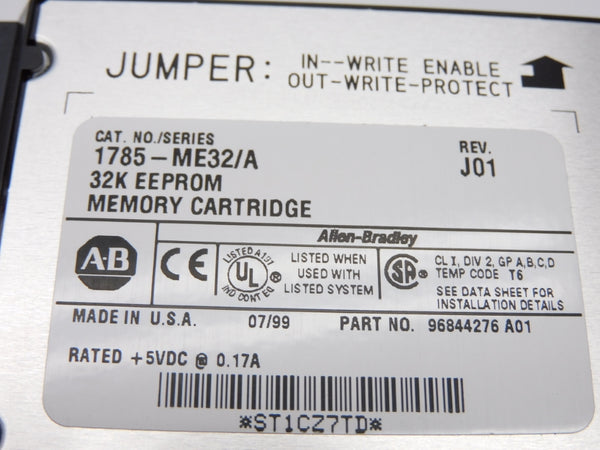 JUMPER: IN--WRITE ENABLE
OUT-WRITE-PROTECT
CAT. NO./SERIES
1785-ME32/A
32K EEPROM
MEMORY CARTRIDGE
REV.
J01
Allen-Bradley
A-B
CE
LISTED A191
UL
IND CONT EQ
LISTED WHEN
USED WITH
LISTED SYSTEM
SA
®
CL I, DIV 2, GP A,B,C,D
TEMP CODE T6
SEE DATA SHEET FOR
INSTALLATION DETAILS
MADE IN U.S.A. 07/99 PART NO. 96844276 A01
RATED +5VDC @ 0.17A
*ST1CZ7TD*